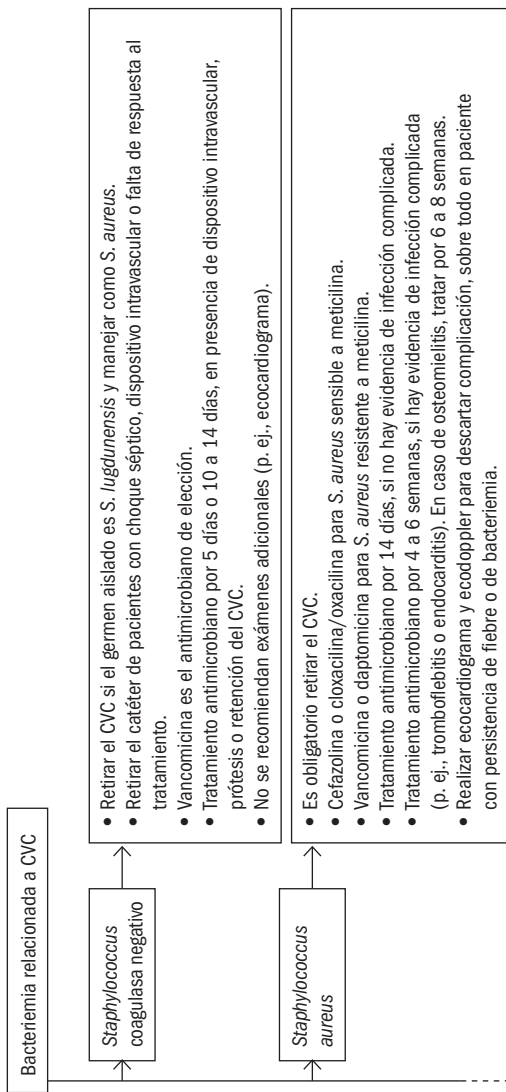 Bacteriemia relacionada a CVC
Staphylococcus
coagulasa negativo
• Retirar el CVC si el germen aislado es S. lugdunensis y manejar como S. aureus.
• Retirar el catéter de pacientes con choque séptico, dispositivo intravascular o falta de respuesta al
tratamiento.
• Vancomicina es el antimicrobiano de elección.
• Tratamiento antimicrobiano por 5 días o 10 a 14 días, en presencia de dispositivo intravascular,
prótesis o retención del CVC.
• No se recomiendan exámenes adicionales (p. ej., ecocardiograma).
Staphylococcus
aureus
• Es obligatorio retirar el CVC.
• Cefazolina o cloxacilina/oxacilina para S. aureus sensible a meticilina.
• Vancomicina o daptomicina para S. aureus resistente a meticilina.
• Tratamiento antimicrobiano por 14 días, si no hay evidencia de infección complicada.
• Tratamiento antimicrobiano por 4 a 6 semanas, si hay evidencia de infección complicada
(p. ej., tromboflebitis o endocarditis). En caso de osteomielitis, tratar por 6 a 8 semanas.
• Realizar ecocardiograma y ecodoppler para descartar complicación, sobre todo en paciente
con persistencia de fiebre o de bacteriemia.